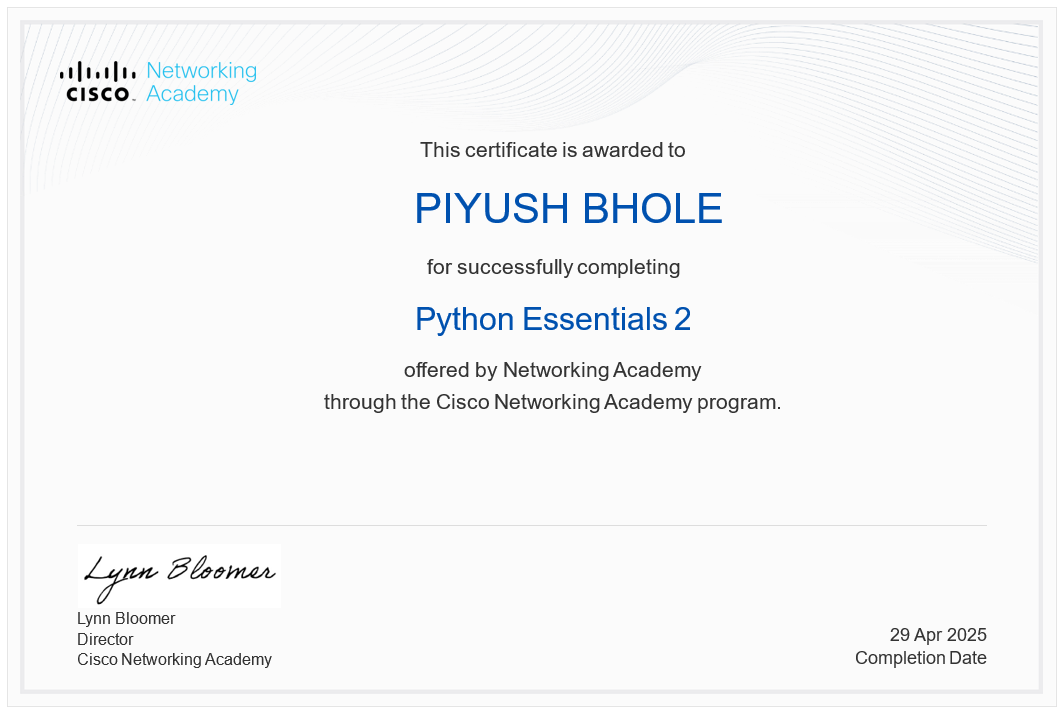 Networking
CISCO Academy
This certificate is awarded to
PIYUSH BHOLE
for successfully completing
Python Essentials 2
offered by Networking Academy
through the Cisco Networking Academy program.
Lynn Bloomer
Lynn Bloomer
Director
Cisco Networking Academy
29 Apr 2025
Completion Date